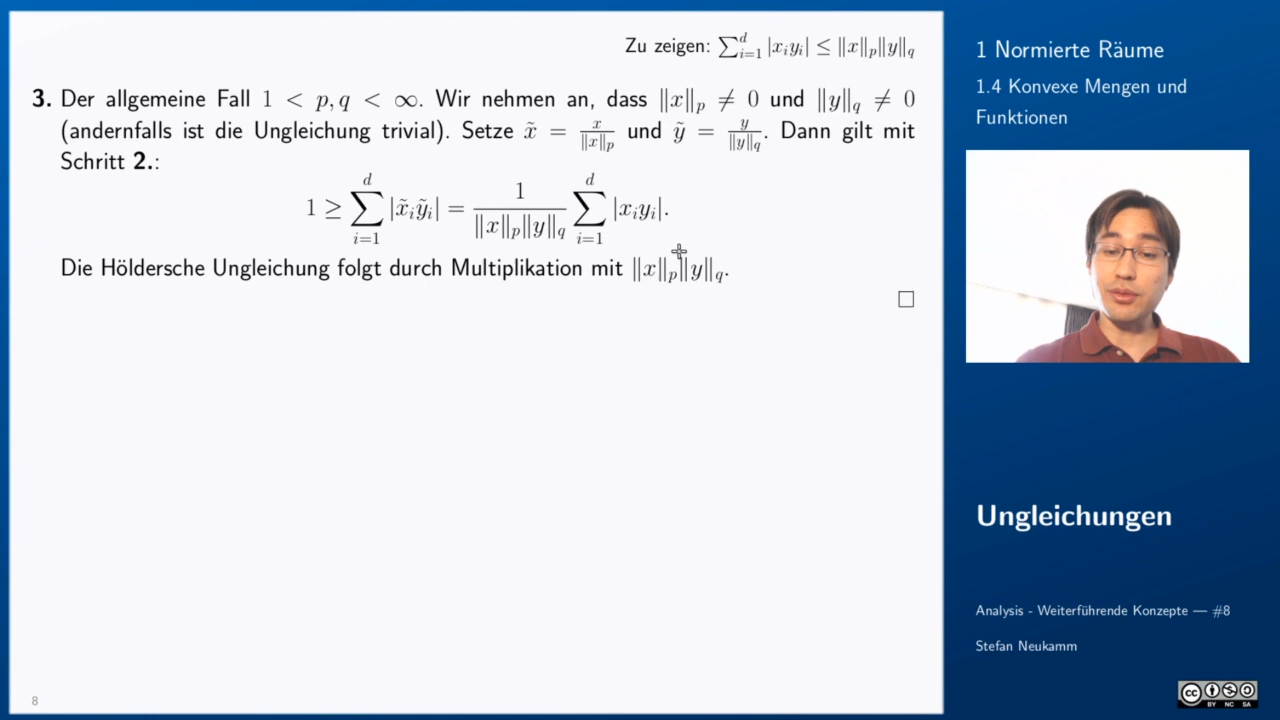 Zu zeigen: $\sum_{i=1}^{d} |x_i y_i| \leq \|x\|_p \|y\|_q$
3. Der allgemeine Fall $1 < p, q < \infty$. Wir nehmen an, dass $\|x\|_p \neq 0$ und $\|y\|_q \neq 0$
(andernfalls ist die Ungleichung trivial). Setze $\tilde{x} = \frac{x}{\|x\|_p}$ und $\tilde{y} = \frac{y}{\|y\|_q}$. Dann gilt mit
Schritt 2.:
$1 \geq \sum_{i=1}^{d} |\tilde{x}_i \tilde{y}_i| = \frac{1}{\|x\|_p \|y\|_q} \sum_{i=1}^{d} |x_i y_i|.$
Die Höldersche Ungleichung folgt durch Multiplikation mit $\|x\|_p \|y\|_q$.
□
8
1 Normierte Räume
1.4 Konvexe Mengen und
Funktionen
Ungleichungen
Analysis - Weiterführende Konzepte — #8
Stefan Neukamm
cc
BY NC SA